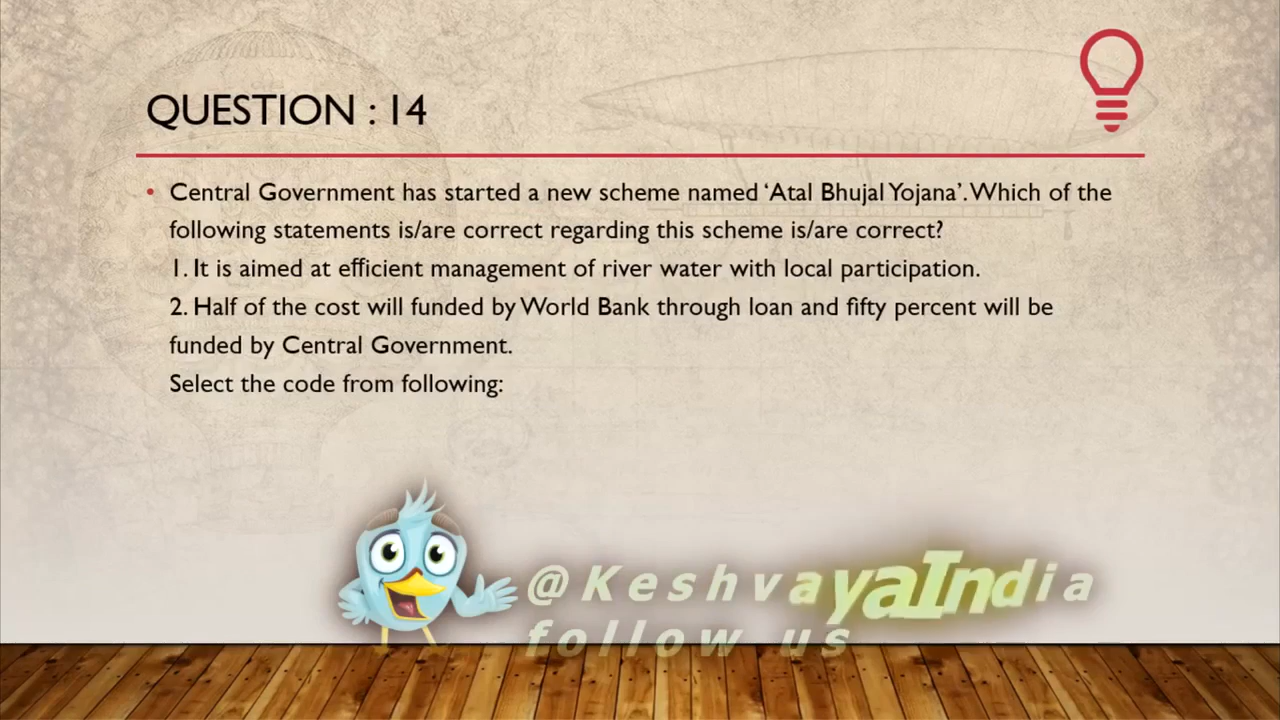 QUESTION : 14
• Central Government has started a new scheme named ‘Atal Bhujal Yojana’. Which of the
following statements is/are correct regarding this scheme is/are correct?
1. It is aimed at efficient management of river water with local participation.
2. Half of the cost will funded by World Bank through loan and fifty percent will be
funded by Central Government.
Select the code from following:
@KeshvayaIndia
follow us